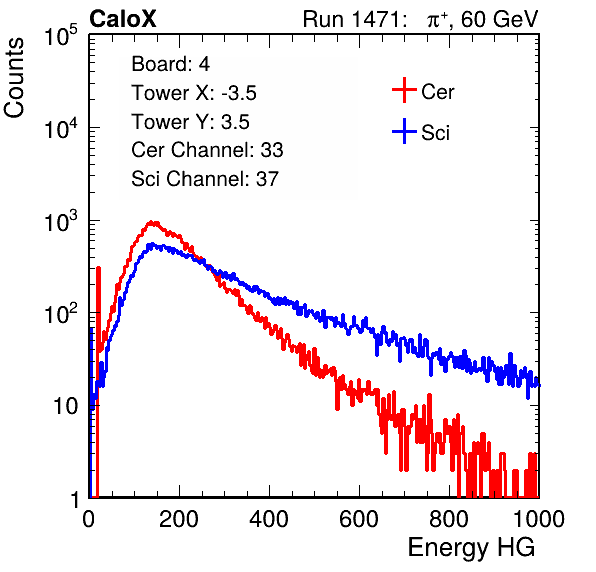 CaloX Run 1471: π⁺, 60 GeV
Counts
10⁵
10⁴
10³
10²
10
1
Board: 4
Tower X: -3.5
Tower Y: 3.5
Cer Channel: 33
Sci Channel: 37
Cer
Sci
0 200 400 600 800 1000
Energy HG